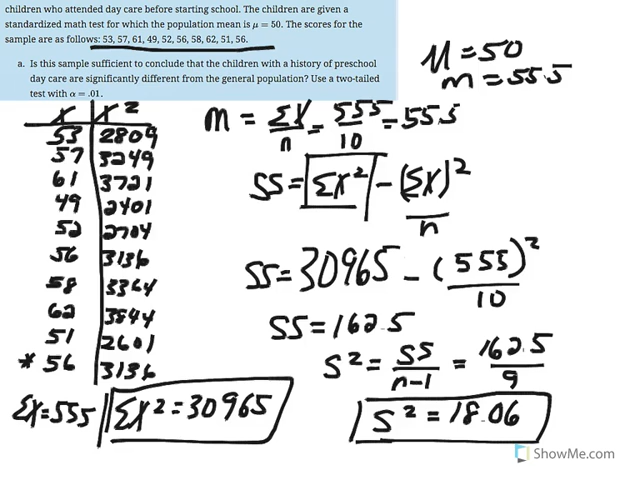 children who attended day care before starting school. The children are given a
standardized math test for which the population mean is μ = 50. The scores for the
sample are as follows: 53, 57, 61, 49, 52, 56, 58, 62, 51, 56.
a. Is this sample sufficient to conclude that the children with a history of preschool
day care are significantly different from the general population? Use a two-tailed
test with α = .01.
M=50
m=55.5
X X²
53 2809
57 3249
61 3721
49 2401
52 2704
56 3136
58 3364
62 3844
51 2601
* 56 3136
ΣX=555 ΣX²=30965
m = ΣX/n = 555/10 = 55.5
SS = ΣX² - (ΣX)²/n
SS = 30965 - (555)²/10
SS = 162.5
S² = SS/n-1 = 162.5/9
S² = 18.06
ShowMe.com